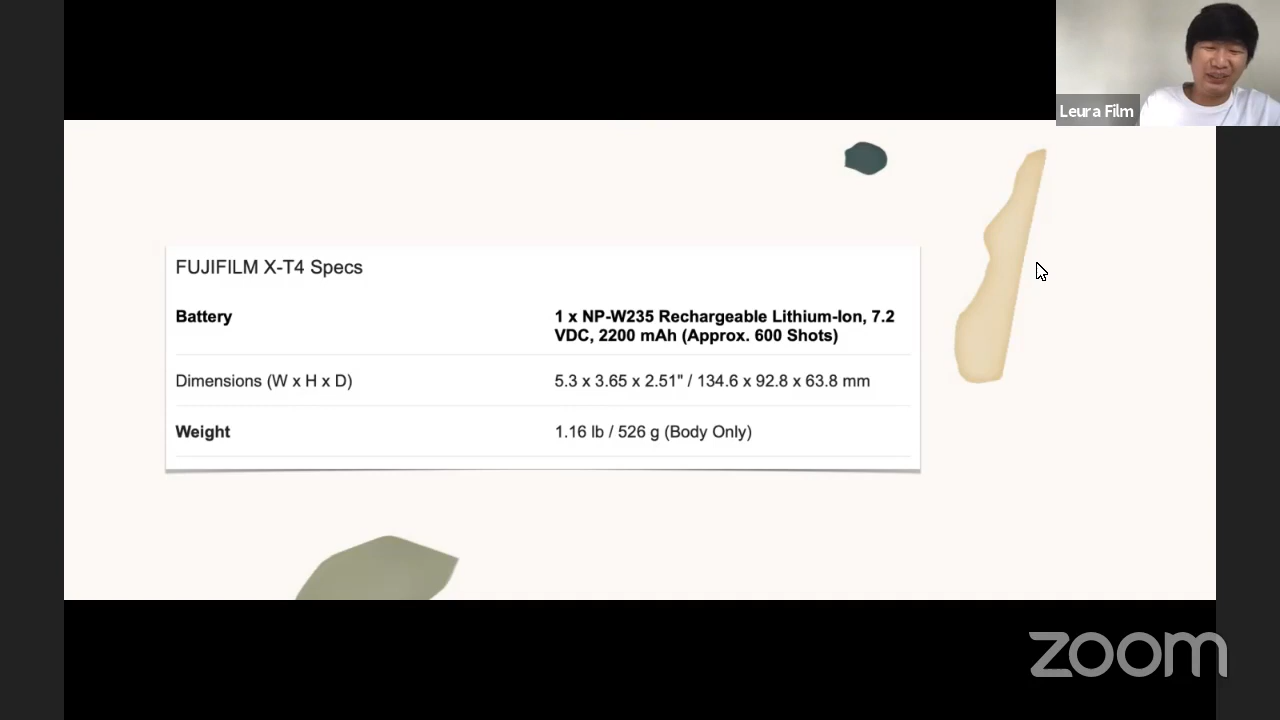 Leura Film
FUJIFILM X-T4 Specs
Battery
1 x NP-W235 Rechargeable Lithium-Ion, 7.2
VDC, 2200 mAh (Approx. 600 Shots)
Dimensions (W x H x D)
5.3 x 3.65 x 2.51" / 134.6 x 92.8 x 63.8 mm
Weight
1.16 lb / 526 g (Body Only)
zoom